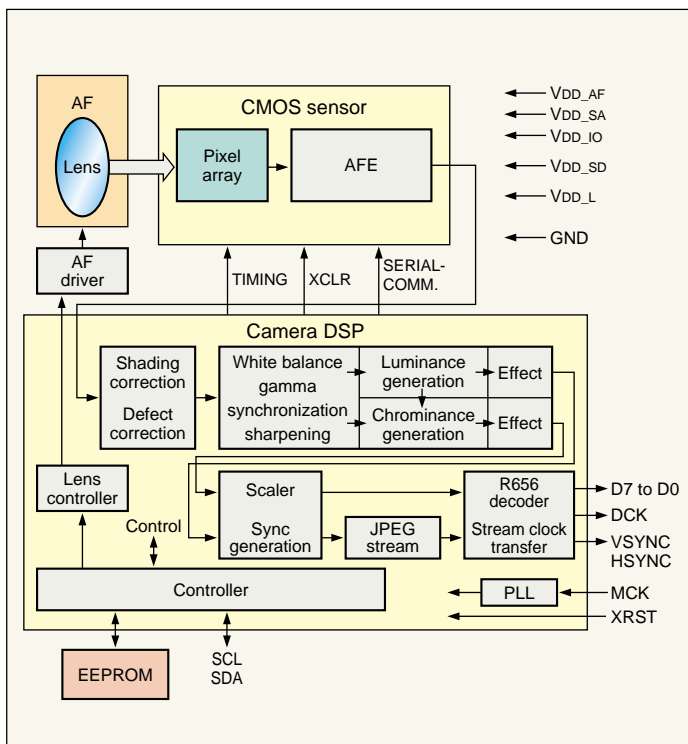 AF
Lens
CMOS sensor
Pixel
array
AFE
VDD_AF
VDD_SA
VDD_IO
VDD_SD
VDD_L
GND
AF
driver
TIMING
XCLR
SERIAL-
COMM.
Camera DSP
Shading
correction
Defect
correction
White balance
gamma
synchronization
sharpening
Luminance
generation
Effect
Chrominance
generation
Effect
Lens
controller
Control
Scaler
Sync
generation
JPEG
stream
R656
decoder
Stream clock
transfer
D7 to D0
DCK
VSYNC
HSYNC
Controller
PLL
MCK
XRST
EEPROM
SCL
SDA